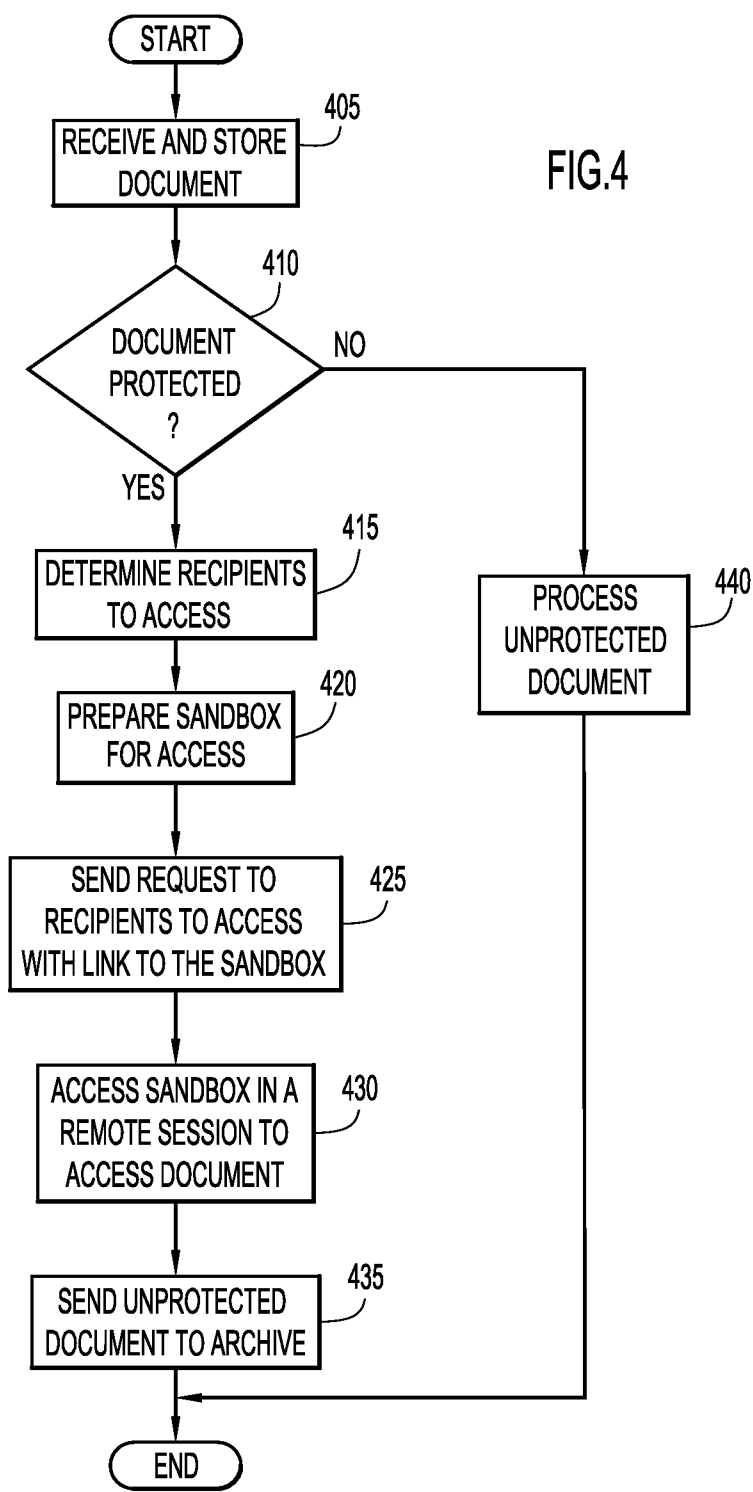 START
405
RECEIVE AND STORE
DOCUMENT
FIG.4
410
DOCUMENT
PROTECTED
?
NO
YES
415
DETERMINE RECIPIENTS
TO ACCESS
440
PROCESS
UNPROTECTED
DOCUMENT
420
PREPARE SANDBOX
FOR ACCESS
425
SEND REQUEST TO
RECIPIENTS TO ACCESS
WITH LINK TO THE SANDBOX
430
ACCESS SANDBOX IN A
REMOTE SESSION TO
ACCESS DOCUMENT
435
SEND UNPROTECTED
DOCUMENT TO ARCHIVE
END